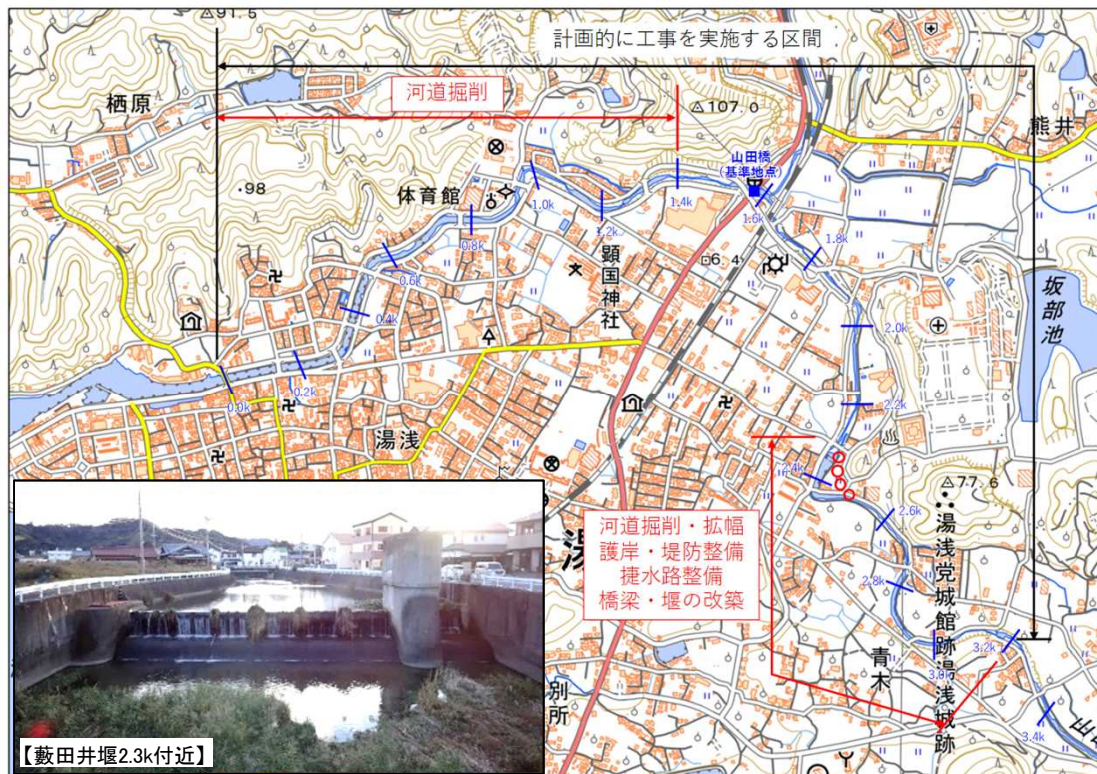 △91.5
計画的に工事を実施する区間
河道掘削
栖原
△107.0
熊井
山田橋
(基準地点)
・98
体育館
1.0k
1.2k
1.4k
1.6k
1.8k
0.8k
0.6k
0.4k
0.2k
0.0k
顕国神社
6.4
坂部池
2.0k
2.2k
2.4k
2.6k
2.8k
3.0k
3.2k
3.4k
湯浅
△77.6
湯浅党城館跡湯浅城跡
河道掘削・拡幅
護岸・堤防整備
捷水路整備
橋梁・堰の改築
青木
別所
湯
【藪田井堰2.3k付近】